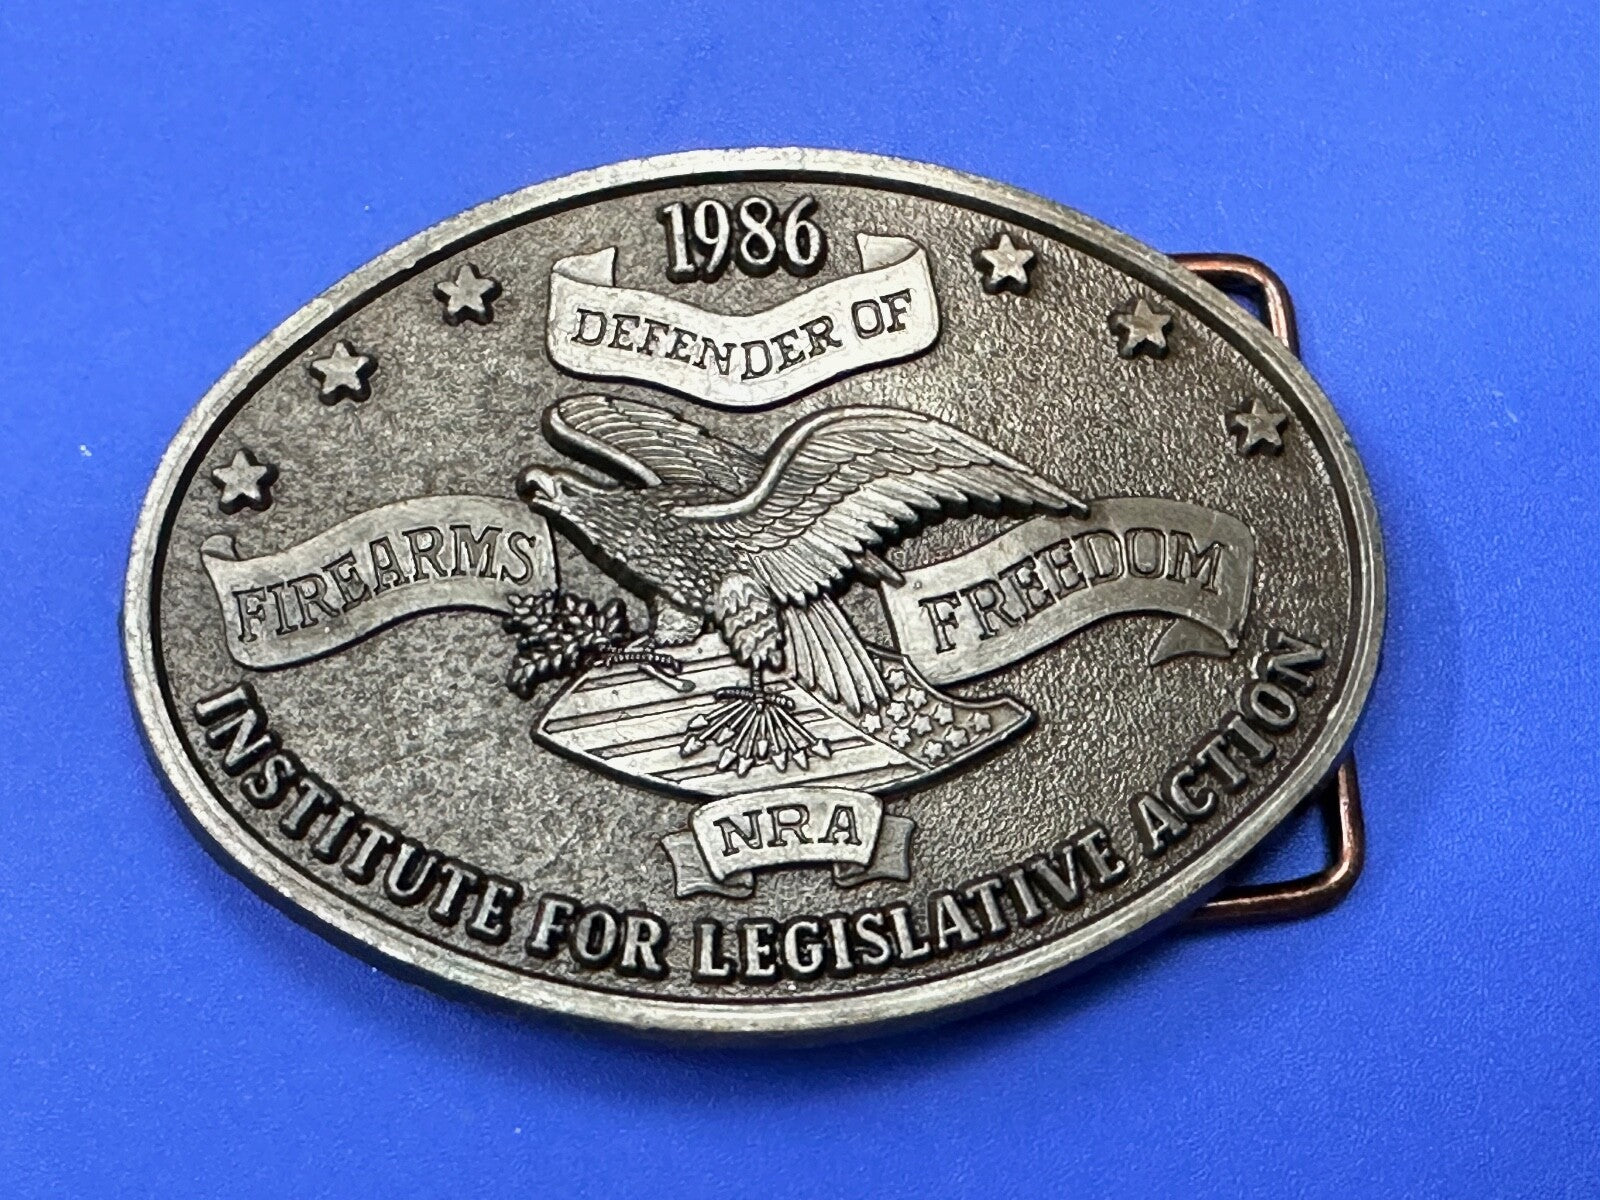 1986
DEFENDER OF
FIREARMS FREEDOM
NRA
INSTITUTE FOR LEGISLATIVE ACTION